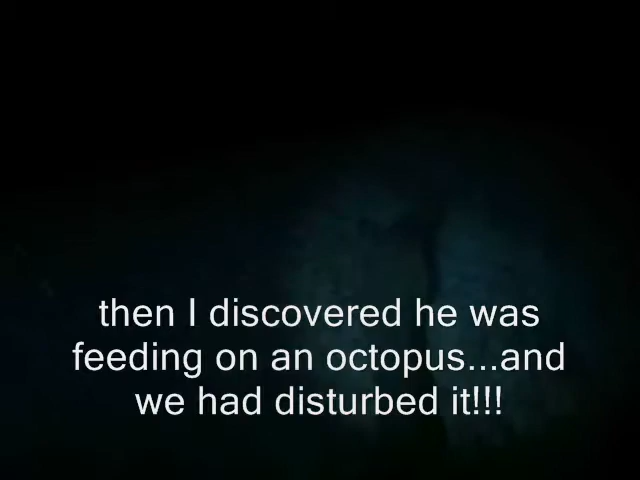 then I discovered he was
feeding on an octopus...and
we had disturbed it!!!